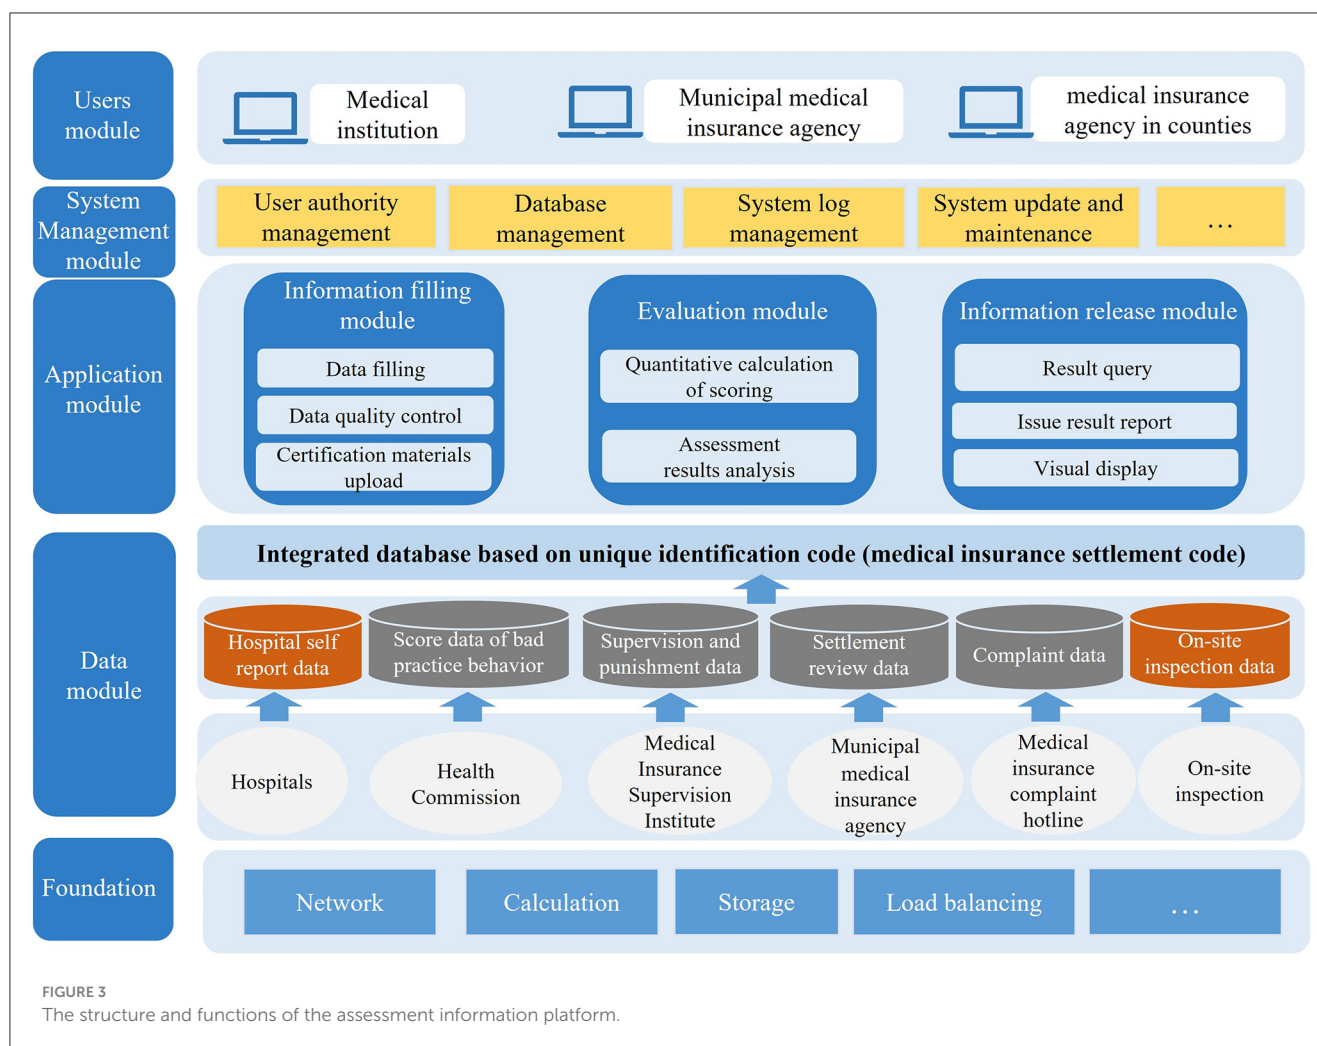 Users
module
Medical
institution
Municipal medical
insurance agency
medical insurance
agency in counties
System
Management
module
User authority
management
Database
management
System log
management
System update and
maintenance
...
Application
module
Information filling
module
Data filling
Data quality control
Certification materials
upload
Evaluation module
Quantitative calculation
of scoring
Assessment
results analysis
Information release module
Result query
Issue result report
Visual display
Data
module
Integrated database based on unique identification code (medical insurance settlement code)
Hospital self
report data
Score data of bad
practice behavior
Supervision and
punishment data
Settlement
review data
Complaint data
On-site
inspection data
Hospitals
Health
Commission
Medical
Insurance
Supervision
Institute
Municipal
medical
insurance
agency
Medical
insurance
complaint
hotline
On-site
inspection
Foundation
Network
Calculation
Storage
Load balancing
...
FIGURE 3
The structure and functions of the assessment information platform.